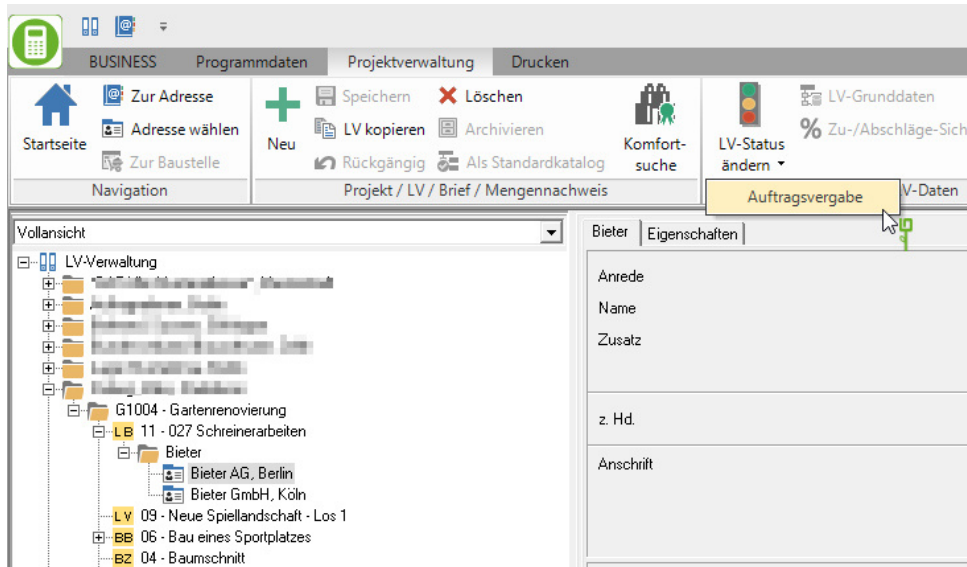 BUSINESS Programmdaten Projektverwaltung Drucken
Zur Adresse Speichern Löschen LV-Grunddaten
Adresse wählen LV kopieren Archivieren Zu-/Abschläge-Sich
Startseite Neu Komfort- LV-Status
Zur Baustelle Rückgängig Als Standardkatalog suche ändern
Navigation Projekt / LV / Brief / Mengennachweis V-Daten
Auftragsvergabe
Vollansicht Bieter Eigenschaften
LV-Verwaltung
Anrede
Name
Zusatz
G1004 - Gartenrenovierung
z. Hd.
LB 11 - 027 Schreinerarbeiten
Bieter
Anschrift
Bieter AG, Berlin
Bieter GmbH, Köln
LV 09 - Neue Spiellandschaft - Los 1
BB 06 - Bau eines Sportplatzes
BZ 04 - Baumschnitt